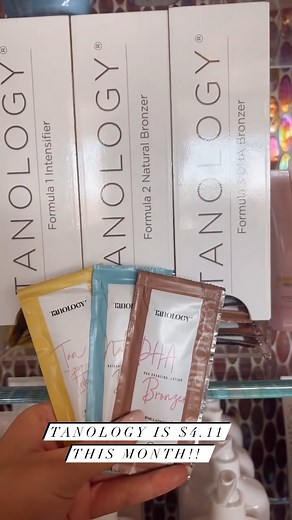 TANOLOGY®
Formula 1 Intensifier
TANOLOGY®
Formula 2 Natural Bronzer
TANOLOGY®
Formula DHA Bronzer
TANOLOGY
Tan
TANOLOGY
TANOLOGY
DHA
Bronzer
TANOLOGY IS $4.11
THIS MONTH!!